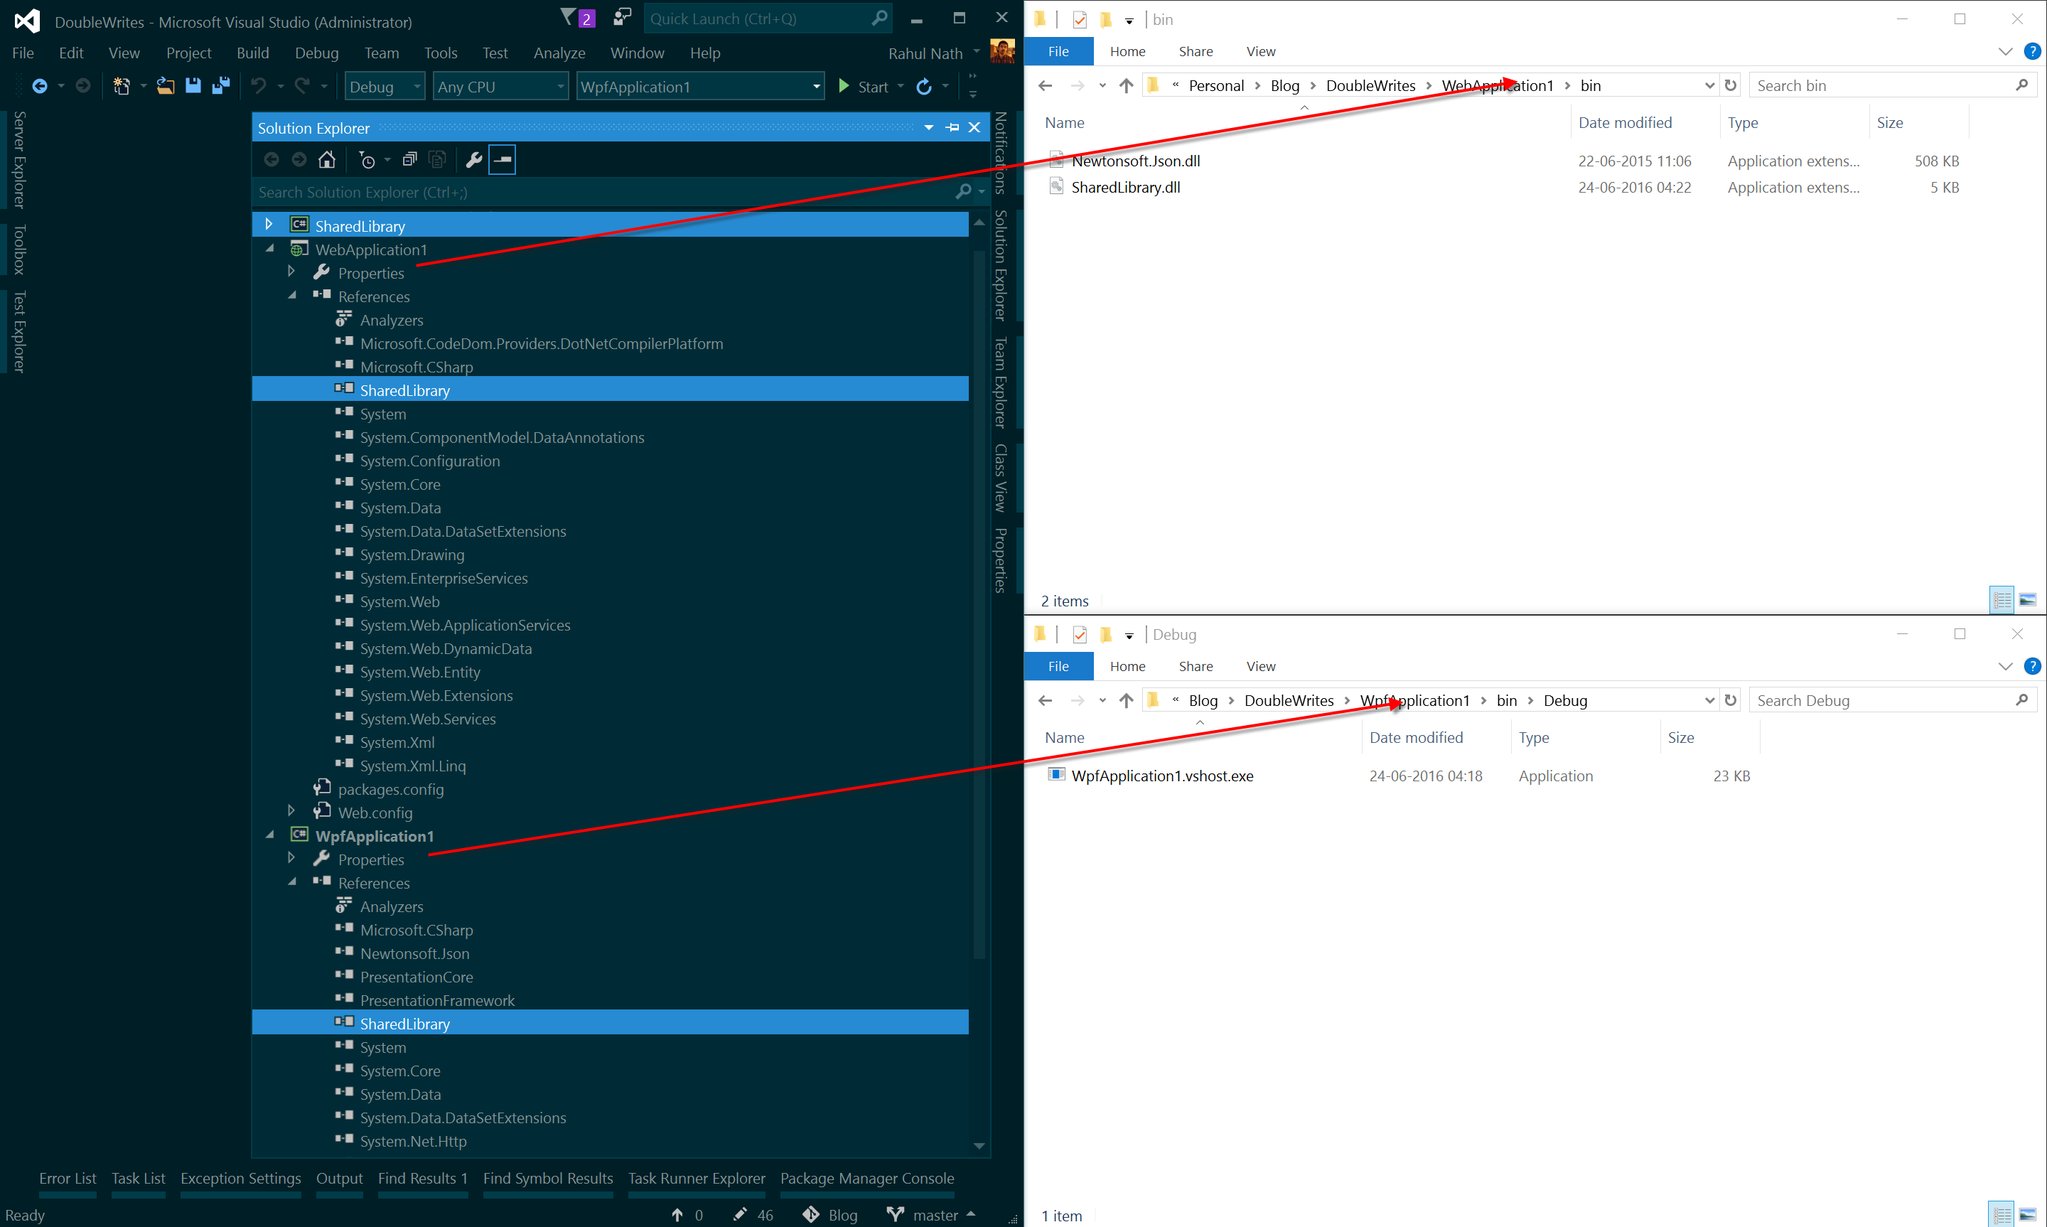 DoubleWrites - Microsoft Visual Studio (Administrator)
2
Quick Launch (Ctrl+Q)
File Edit View Project Build Debug Team Tools Test Analyze Window Help
Rahul Nath
Debug
Any CPU
WpfApplication1
Start
Server Explorer
Toolbox
Test Explorer
Solution Explorer
Search Solution Explorer (Ctrl+;)
C# SharedLibrary
WebApplication1
Properties
References
Analyzers
Microsoft.CodeDom.Providers.DotNetCompilerPlatform
Microsoft.CSharp
SharedLibrary
System
System.ComponentModel.DataAnnotations
System.Configuration
System.Core
System.Data
System.Data.DataSetExtensions
System.Drawing
System.EnterpriseServices
System.Web
System.Web.ApplicationServices
System.Web.DynamicData
System.Web.Entity
System.Web.Extensions
System.Web.Services
System.Xml
System.Xml.Linq
packages.config
Web.config
C# WpfApplication1
Properties
References
Analyzers
Microsoft.CSharp
Newtonsoft.Json
PresentationCore
PresentationFramework
SharedLibrary
System
System.Core
System.Data
System.Data.DataSetExtensions
System.Net.Http
Notifications
Solution Explorer
Team Explorer
Class View
Properties
Error List Task List Exception Settings Output Find Results 1 Find Symbol Results Task Runner Explorer Package Manager Console
Ready
0 46 Blog master
bin
File Home Share View ?
« Personal › Blog › DoubleWrites › WebApplication1 › bin
Search bin
Name Date modified Type Size
Newtonsoft.Json.dll 22-06-2015 11:06 Application extens... 508 KB
SharedLibrary.dll 24-06-2016 04:22 Application extens... 5 KB
2 items
Debug
File Home Share View ?
« Blog › DoubleWrites › WpfApplication1 › bin › Debug
Search Debug
Name Date modified Type Size
WpfApplication1.vshost.exe 24-06-2016 04:18 Application 23 KB
1 item